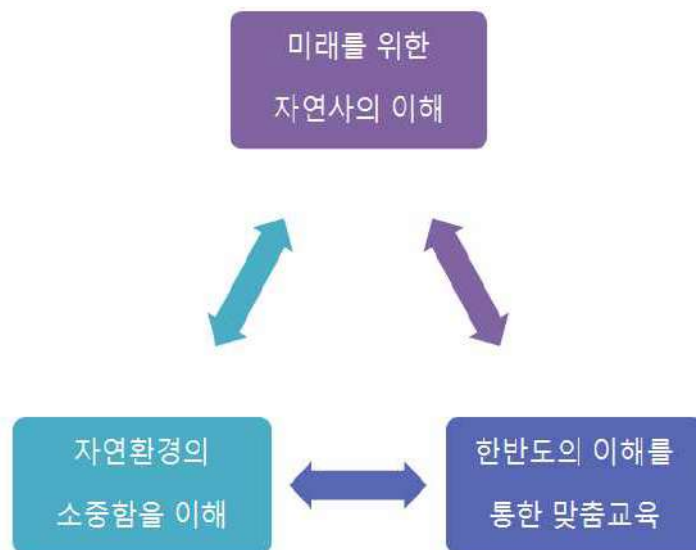 미래를 위한
자연사의 이해
자연환경의
소중함을 이해
한반도의 이해를
통한 맞춤교육